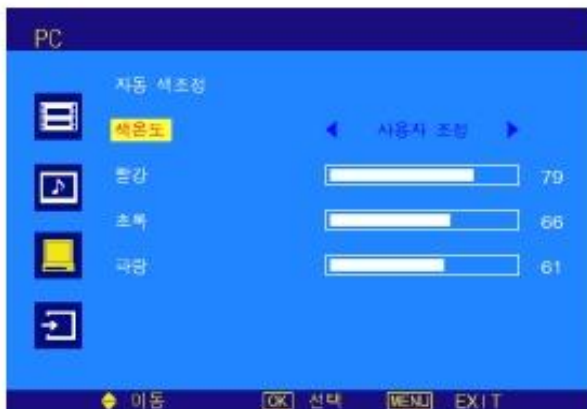 PC
자동 색조정
색온도 사용자 조정
빨강 79
초록 66
파랑 61
이동 OK 선택 MENU EXIT